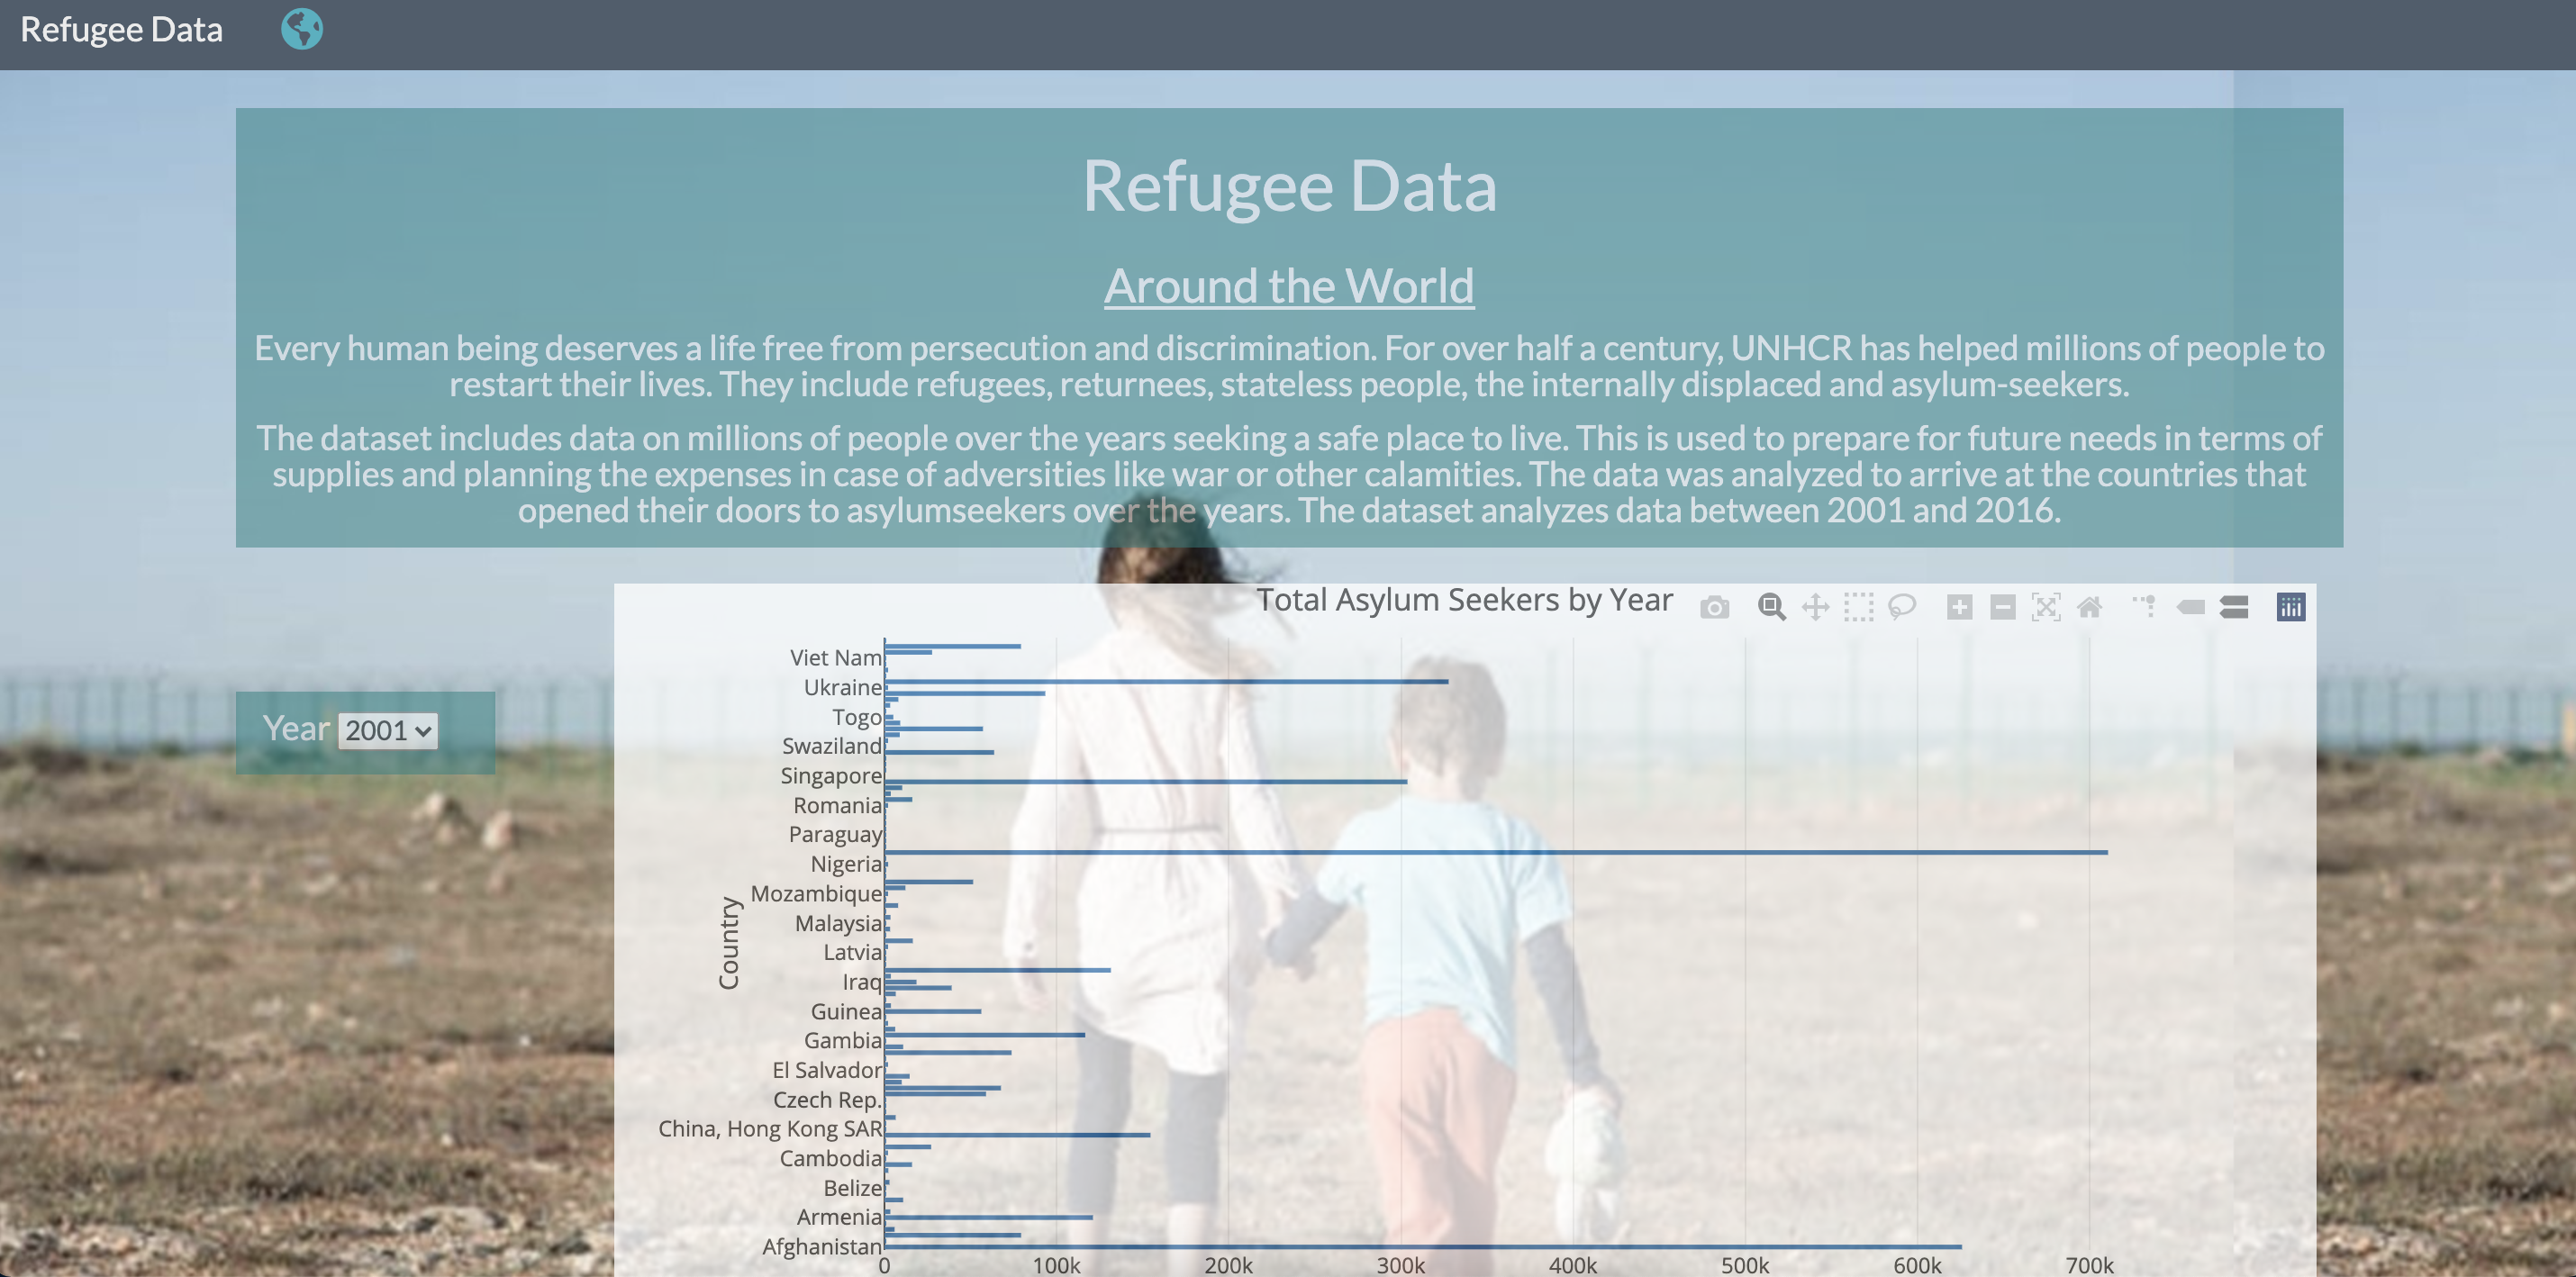 Refugee Data
Refugee Data
Around the World
Every human being deserves a life free from persecution and discrimination. For over half a century, UNHCR has helped millions of people to
restart their lives. They include refugees, returnees, stateless people, the internally displaced and asylum-seekers.
The dataset includes data on millions of people over the years seeking a safe place to live. This is used to prepare for future needs in terms of
supplies and planning the expenses in case of adversities like war or other calamities. The data was analyzed to arrive at the countries that
opened their doors to asylumseekers over the years. The dataset analyzes data between 2001 and 2016.
Year 2001
Total Asylum Seekers by Year
Country
Viet Nam
Ukraine
Togo
Swaziland
Singapore
Romania
Paraguay
Nigeria
Mozambique
Malaysia
Latvia
Iraq
Guinea
Gambia
El Salvador
Czech Rep.
China, Hong Kong SAR
Cambodia
Belize
Armenia
Afghanistan
0 100k 200k 300k 400k 500k 600k 700k